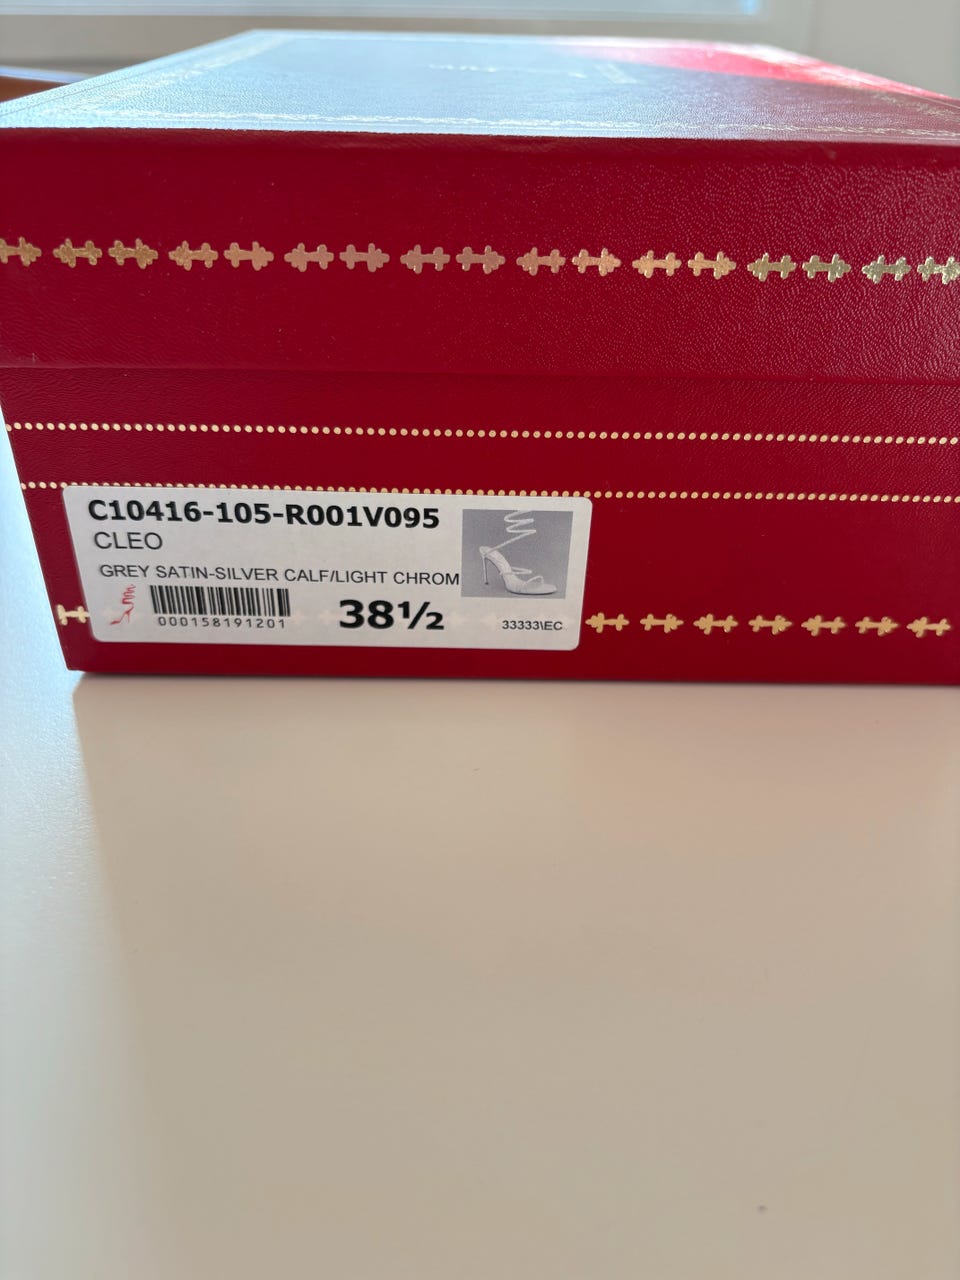 C10416-105-R001V095
CLEO
GREY SATIN-SILVER CALF/LIGHT CHROM
000158191201
38½
33333\EC